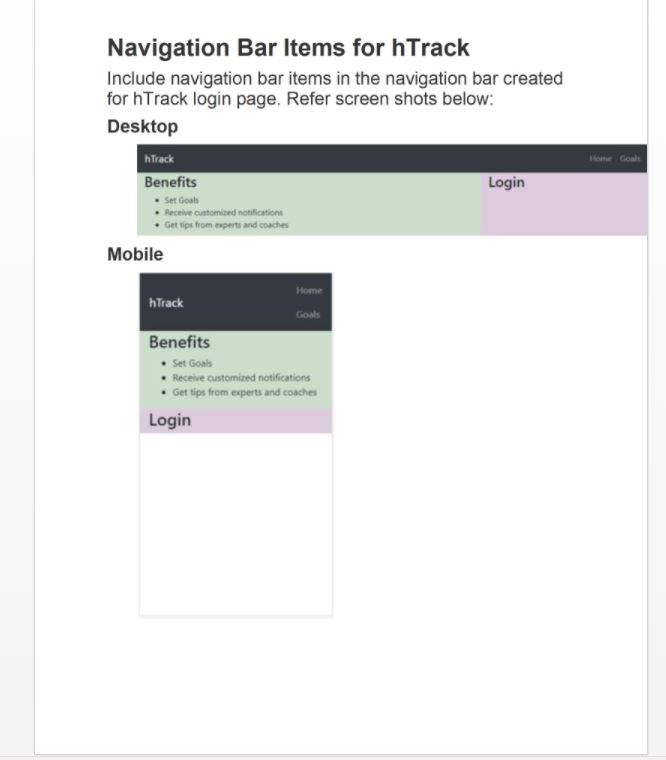 Navigation Bar Items for hTrack
Include navigation bar items in the navigation bar created
for hTrack login page. Refer screen shots below:
Desktop
hTrack
Home Goals
Benefits
Login
Set Goals
Receive customized notifications
Get tips from experts and coaches
Mobile
Home
hTrack
Goals
Benefits
Set Goals
Receive customized notifications
Get tips from experts and coaches
Login